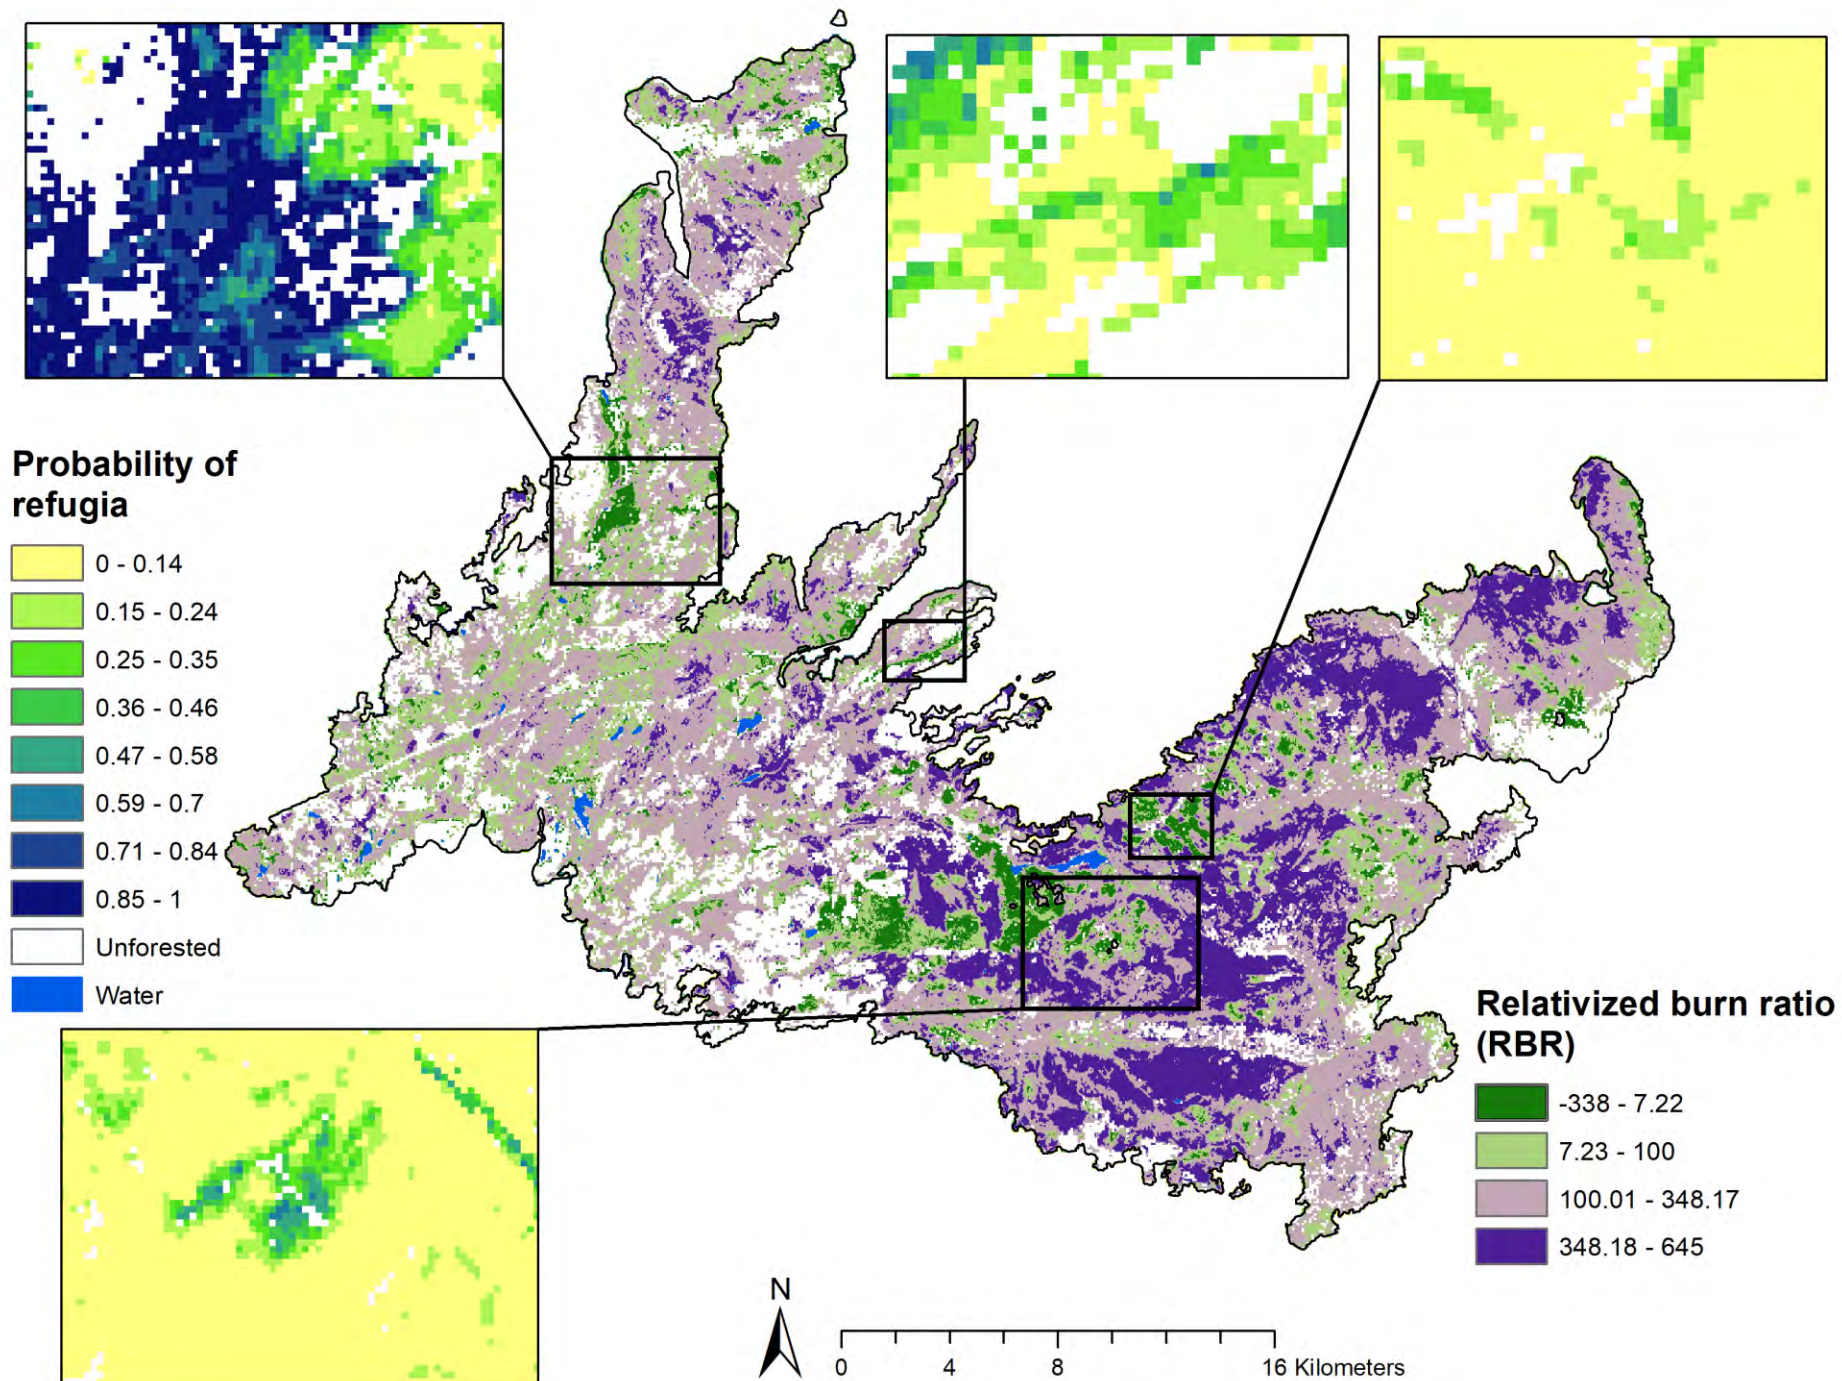 Probability of
refugia
0 - 0.14
0.15 - 0.24
0.25 - 0.35
0.36 - 0.46
0.47 - 0.58
0.59 - 0.7
0.71 - 0.84
0.85 - 1
Unforested
Water
Relativized burn ratio
(RBR)
-338 - 7.22
7.23 - 100
100.01 - 348.17
348.18 - 645
N
0 4 8 16 Kilometers